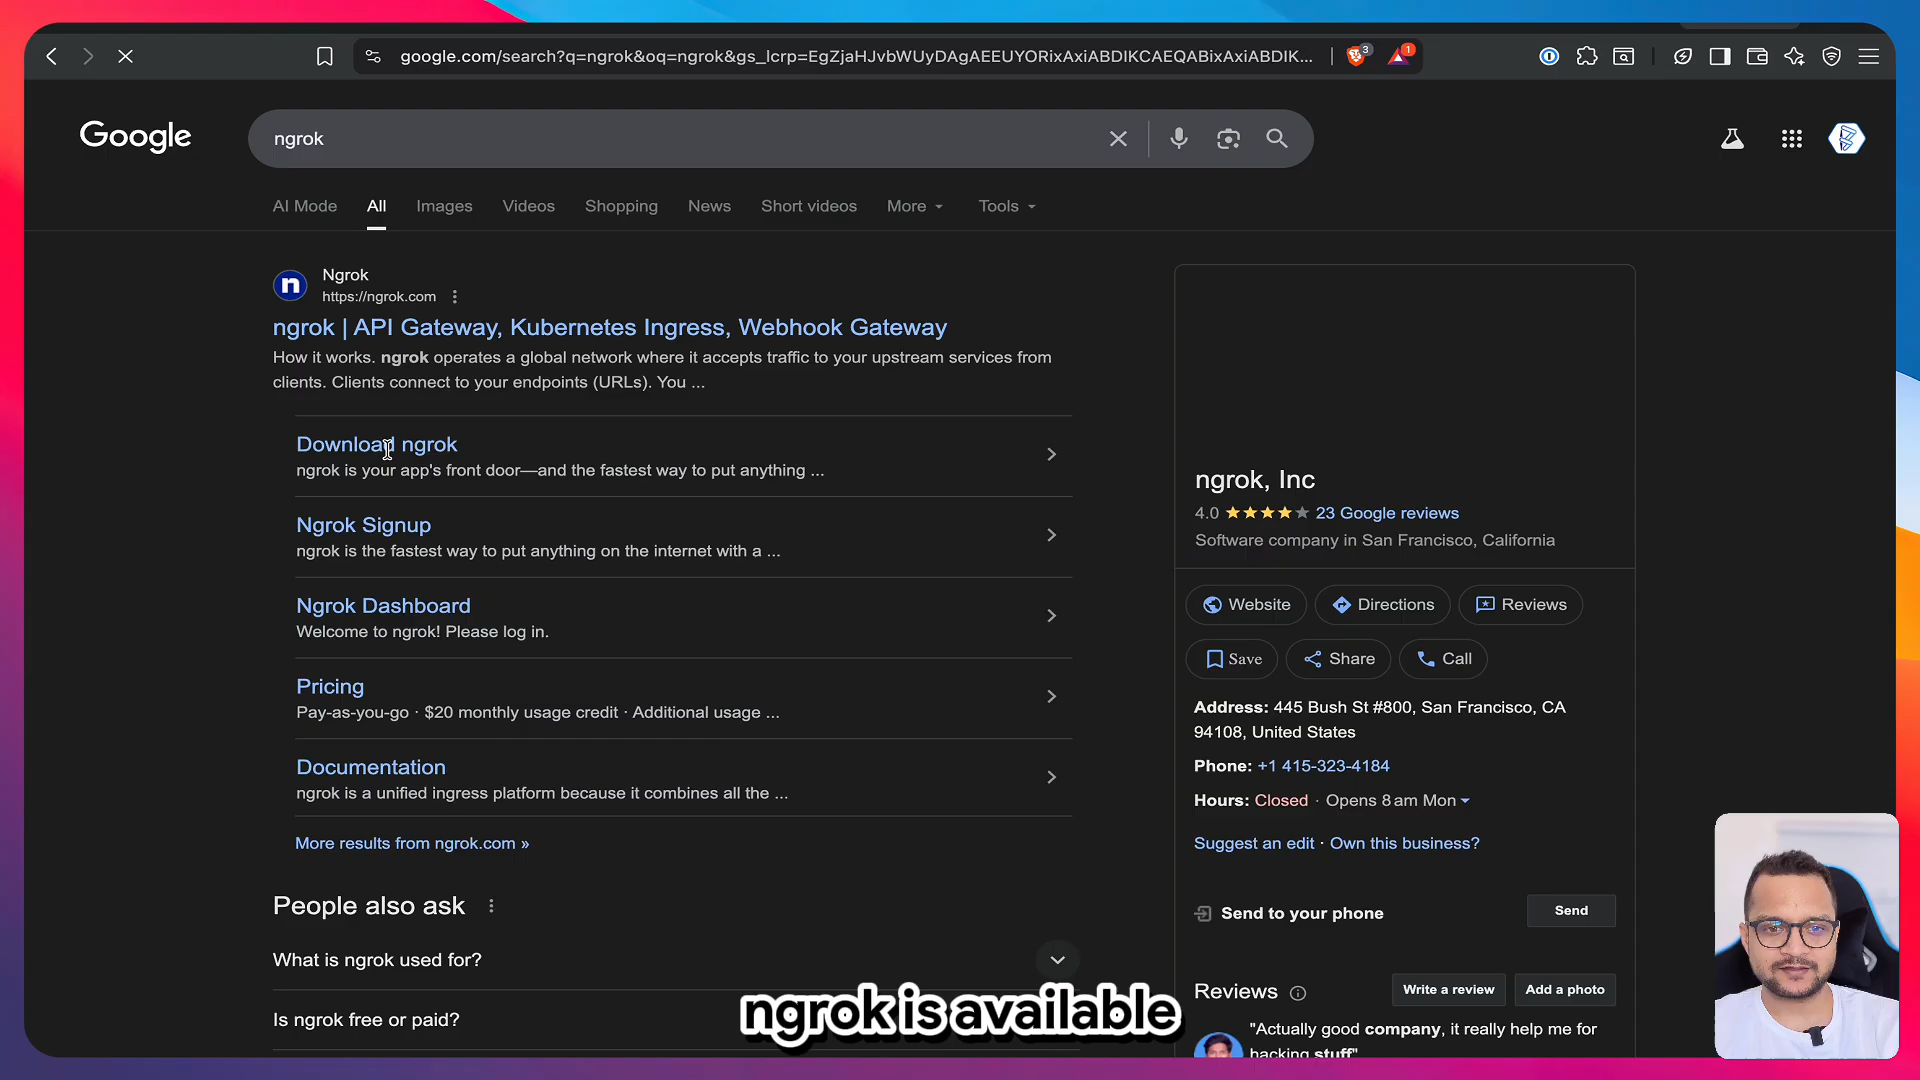 google.com/search?q=ngrok&oq=ngrok&gs_lcrp=EgZjaHJvbWUyDAgAEEUYORixAxiABDIKCAEQABixAxiABDIK...
3
1
Google
ngrok
AI Mode
All
Images
Videos
Shopping
News
Short videos
More
Tools
n
Ngrok
https://ngrok.com
ngrok | API Gateway, Kubernetes Ingress, Webhook Gateway
How it works. ngrok operates a global network where it accepts traffic to your upstream services from
clients. Clients connect to your endpoints (URLs). You ...
Download ngrok
ngrok is your app's front door—and the fastest way to put anything ...
Ngrok Signup
ngrok is the fastest way to put anything on the internet with a ...
Ngrok Dashboard
Welcome to ngrok! Please log in.
Pricing
Pay-as-you-go · $20 monthly usage credit · Additional usage ...
Documentation
ngrok is a unified ingress platform because it combines all the ...
More results from ngrok.com »
People also ask
What is ngrok used for?
Is ngrok free or paid?
ngrok, Inc
4.0
23 Google reviews
Software company in San Francisco, California
Website
Directions
Reviews
Save
Share
Call
Address: 445 Bush St #800, San Francisco, CA
94108, United States
Phone: +1 415-323-4184
Hours: Closed · Opens 8 am Mon
Suggest an edit · Own this business?
Send to your phone
Send
Reviews
Write a review
Add a photo
"Actually good company, it really help me for
hacking stuff"
ngrok is available